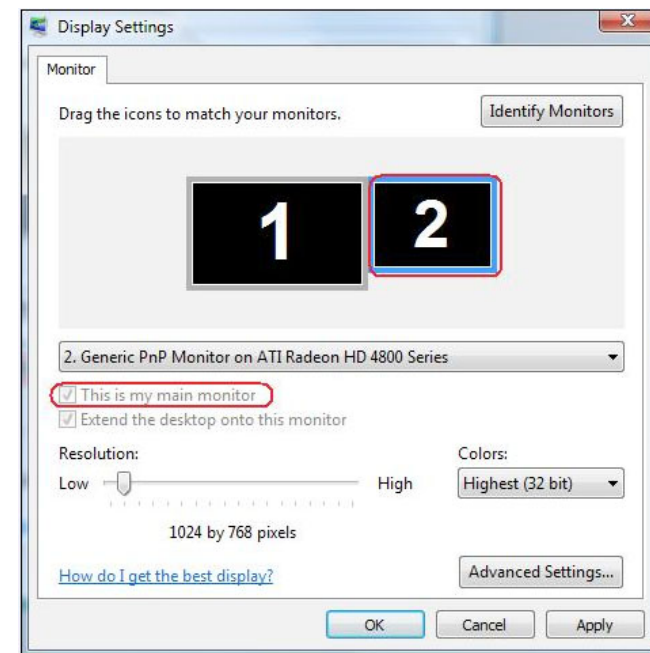 Display Settings
Monitor
Drag the icons to match your monitors.
Identify Monitors
1
2
2. Generic PnP Monitor on ATI Radeon HD 4800 Series
This is my main monitor
Extend the desktop onto this monitor
Resolution:
Colors:
Low
High
Highest (32 bit)
1024 by 768 pixels
How do I get the best display?
Advanced Settings...
OK
Cancel
Apply